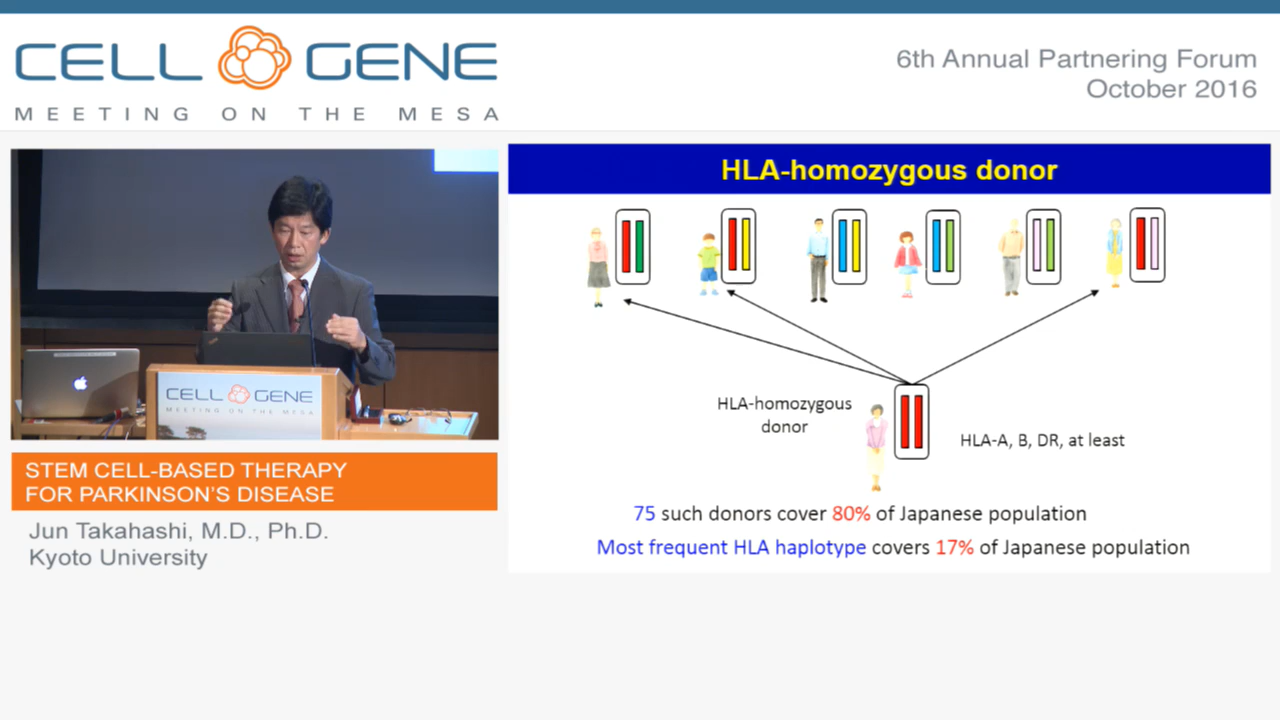 CELL GENE
MEETING ON THE MESA
6th Annual Partnering Forum
October 2016
CELL GENE
MEETING ON THE MESA
STEM CELL-BASED THERAPY
FOR PARKINSON'S DISEASE
Jun Takahashi, M.D., Ph.D.
Kyoto University
HLA-homozygous donor
HLA-homozygous
donor
HLA-A, B, DR, at least
75 such donors cover 80% of Japanese population
Most frequent HLA haplotype covers 17% of Japanese population